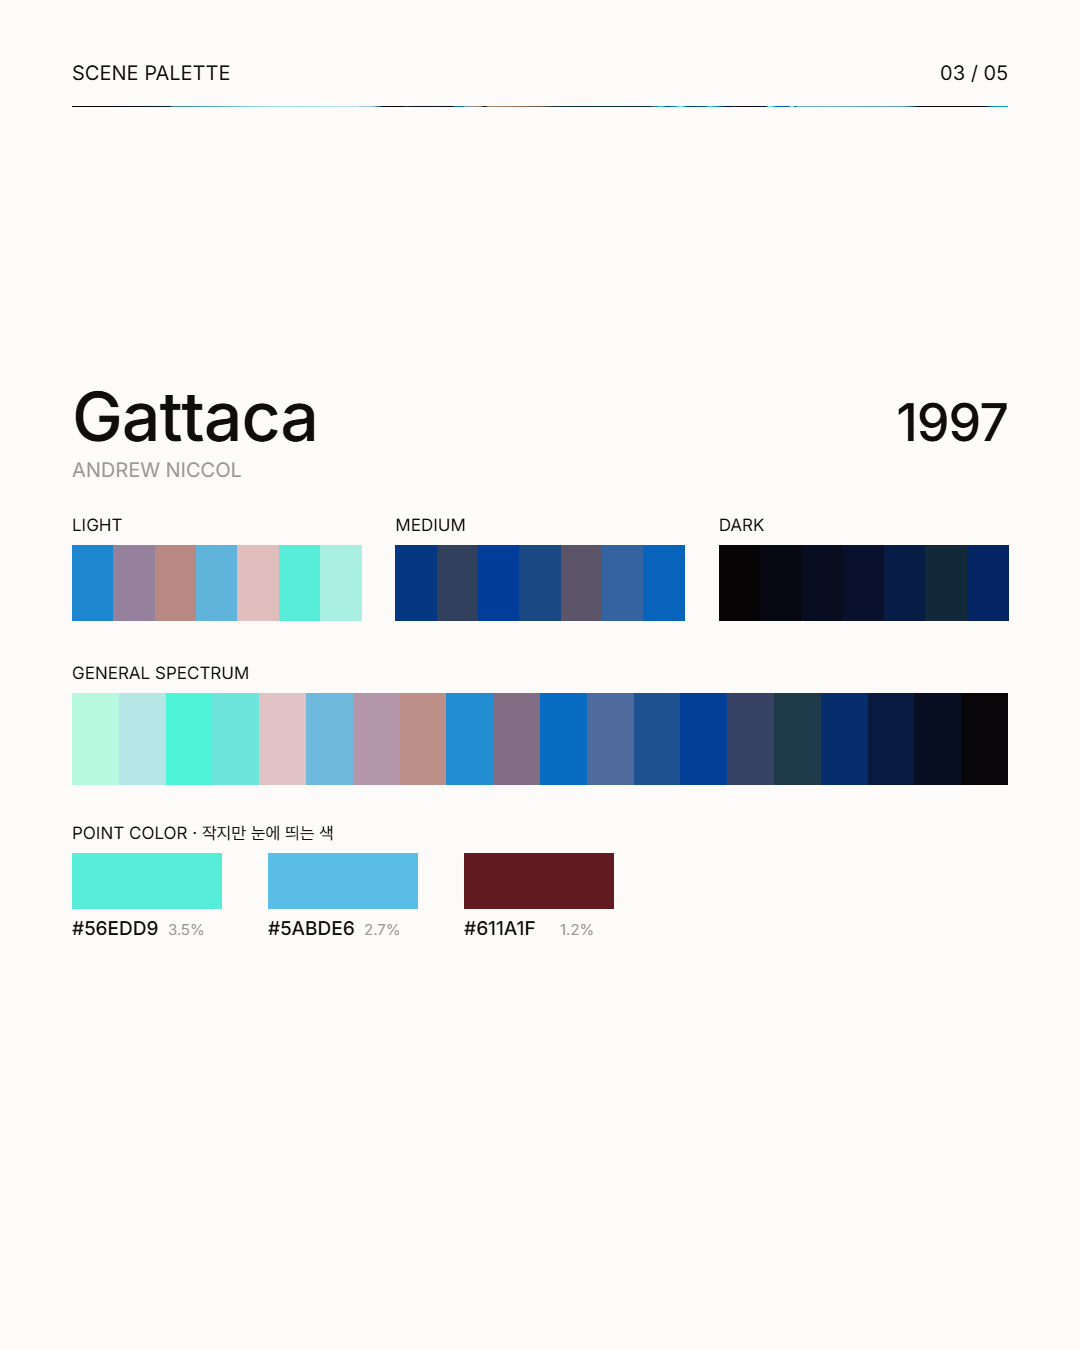 SCENE PALETTE 03 / 05
Gattaca 1997
ANDREW NICCOL
LIGHT MEDIUM DARK
GENERAL SPECTRUM
POINT COLOR · 작지만 눈에 띄는 색
#56EDD9 3.5% #5ABDE6 2.7% #611A1F 1.2%